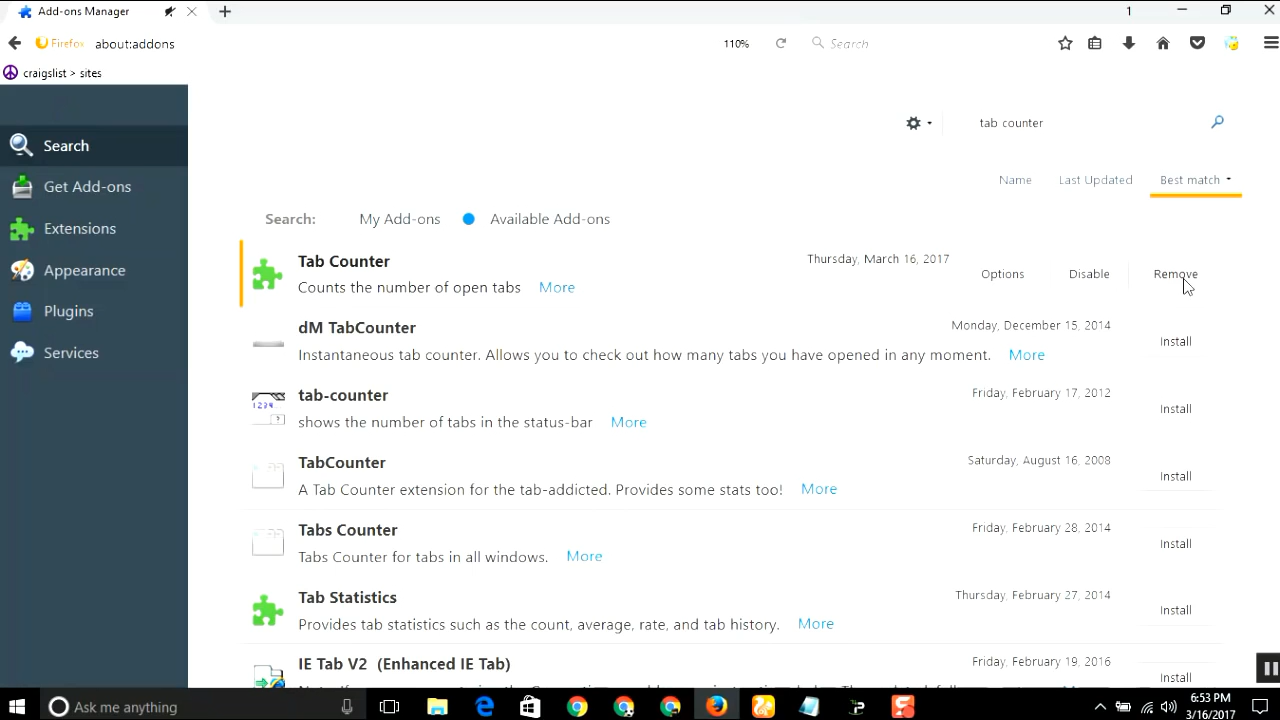 Add-ons Manager
1
Firefox about:addons
110%
Search
craigslist > sites
Search
Get Add-ons
Extensions
Appearance
Plugins
Services
tab counter
Name Last Updated Best match
Search: My Add-ons Available Add-ons
Tab Counter Thursday, March 16, 2017
Counts the number of open tabs More
Options Disable Remove
dM TabCounter Monday, December 15, 2014
Instantaneous tab counter. Allows you to check out how many tabs you have opened in any moment. More
Install
tab-counter Friday, February 17, 2012
shows the number of tabs in the status-bar More
Install
TabCounter Saturday, August 16, 2008
A Tab Counter extension for the tab-addicted. Provides some stats too! More
Install
Tabs Counter Friday, February 28, 2014
Tabs Counter for tabs in all windows. More
Install
Tab Statistics Thursday, February 27, 2014
Provides tab statistics such as the count, average, rate, and tab history. More
Install
IE Tab V2 (Enhanced IE Tab) Friday, February 19, 2016
Install
Ask me anything
6:53 PM
3/16/2017